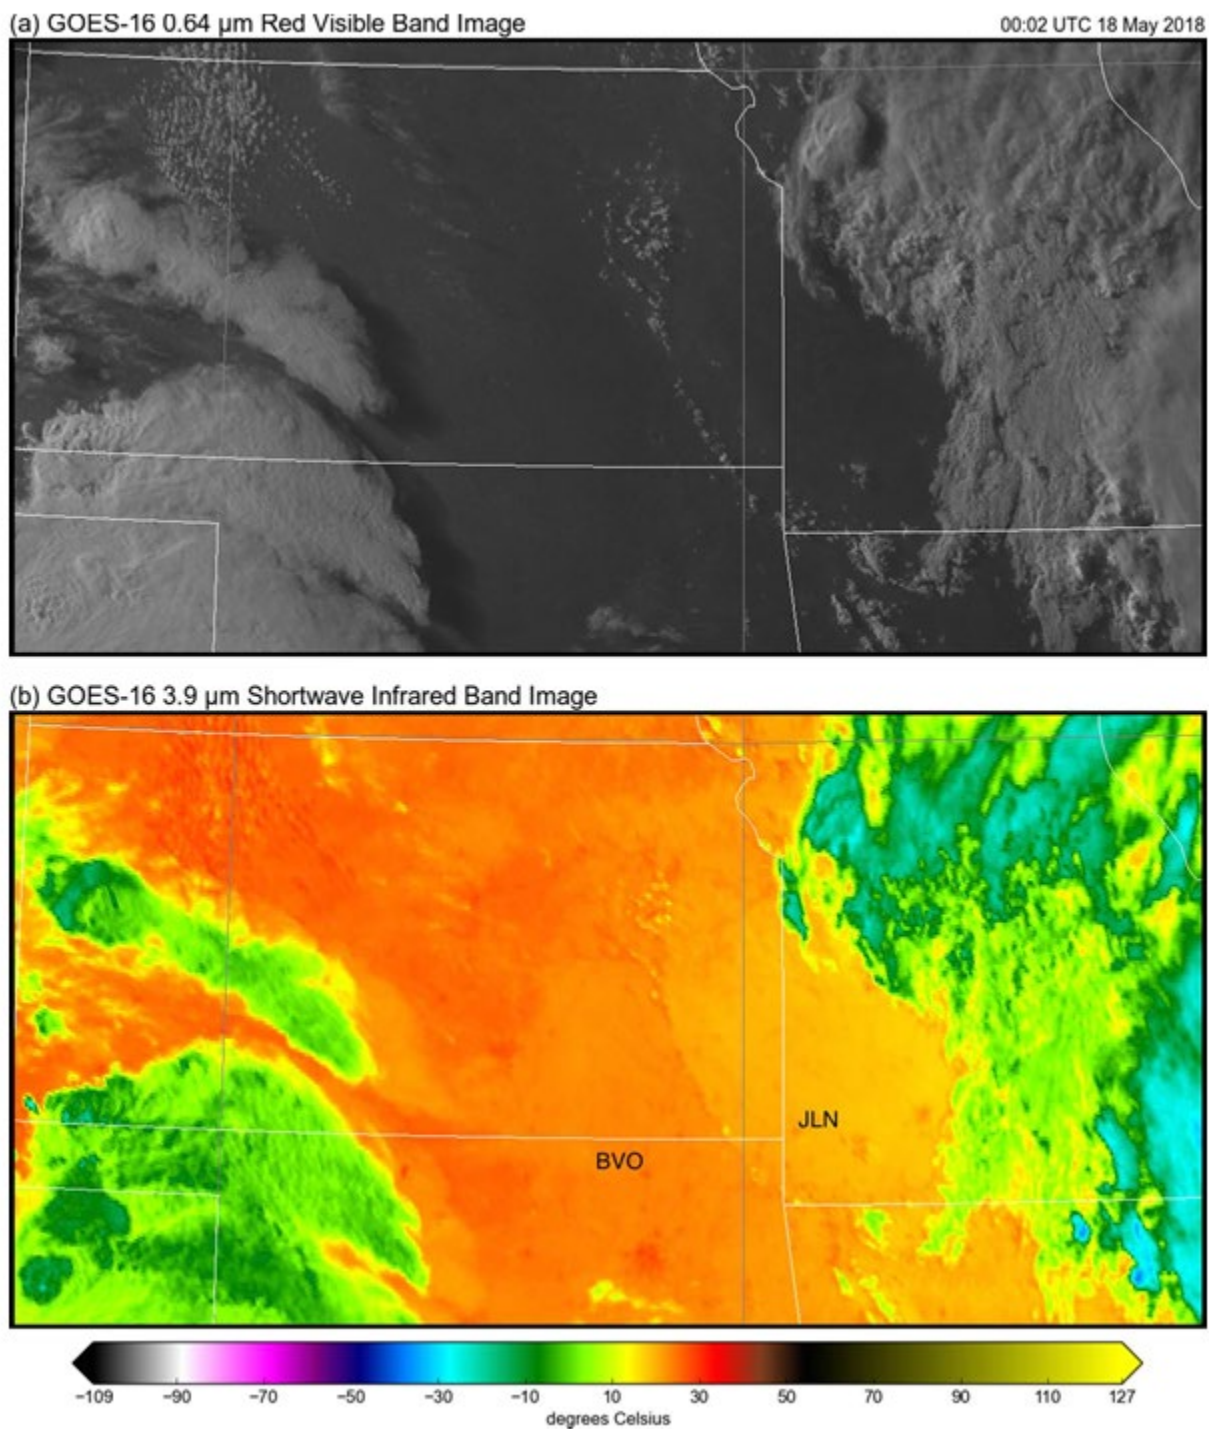 (a) GOES-16 0.64 µm Red Visible Band Image 00:02 UTC 18 May 2018
(b) GOES-16 3.9 µm Shortwave Infrared Band Image
JLN
BVO
−109 −90 −70 −50 −30 −10 10 30 50 70 90 110 127
degrees Celsius